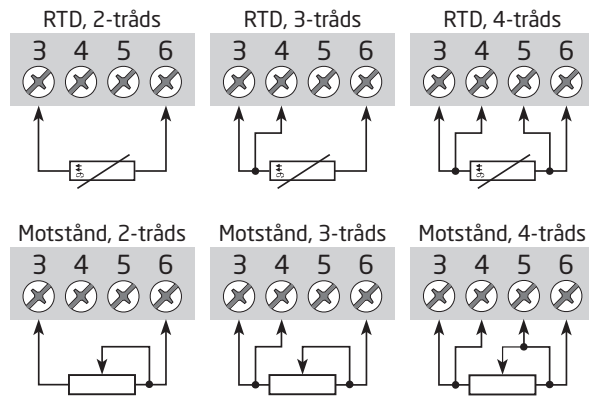 RTD, 2-tråds RTD, 3-tråds RTD, 4-tråds
3 4 5 6 3 4 5 6 3 4 5 6
Motstånd, 2-tråds Motstånd, 3-tråds Motstånd, 4-tråds
3 4 5 6 3 4 5 6 3 4 5 6